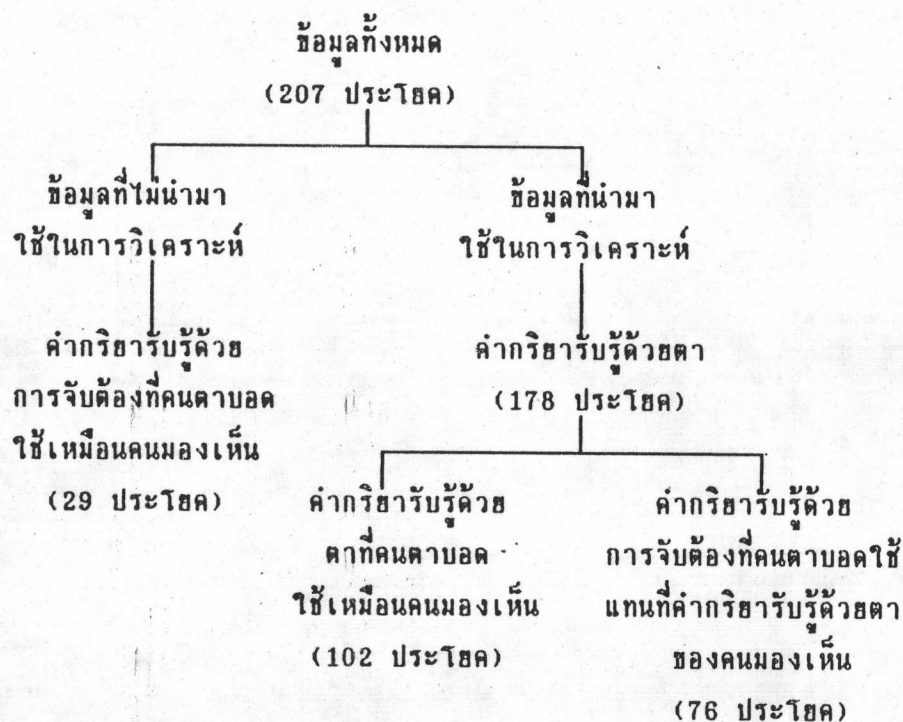 ข้อมูลทั้งหมด
(207 ประโยค)
ข้อมูลที่ไม่นำมา
ใช้ในการวิเคราะห์
ข้อมูลที่นำมา
ใช้ในการวิเคราะห์
คำกริยารับรู้ด้วย
การจับต้องที่คนตาบอด
ใช้เหมือนคนมองเห็น
(29 ประโยค)
คำกริยารับรู้ด้วยตา
(178 ประโยค)
คำกริยารับรู้ด้วย
ตาที่คนตาบอด
ใช้เหมือนคนมองเห็น
(102 ประโยค)
คำกริยารับรู้ด้วย
การจับต้องที่คนตาบอดใช้
แทนที่คำกริยารับรู้ด้วยตา
ของคนมองเห็น
(76 ประโยค)